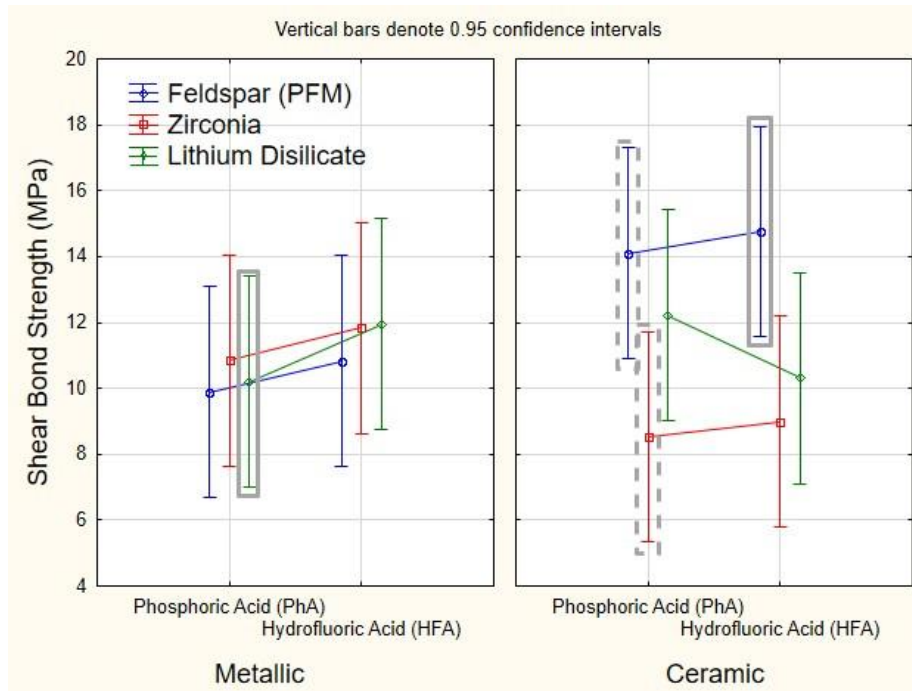 Vertical bars denote 0.95 confidence intervals
20
18
16
14
12
10
8
6
4
Shear Bond Strength (MPa)
Feldspar (PFM)
Zirconia
Lithium Disilicate
Phosphoric Acid (PhA)
Hydrofluoric Acid (HFA)
Metallic
Phosphoric Acid (PhA)
Hydrofluoric Acid (HFA)
Ceramic